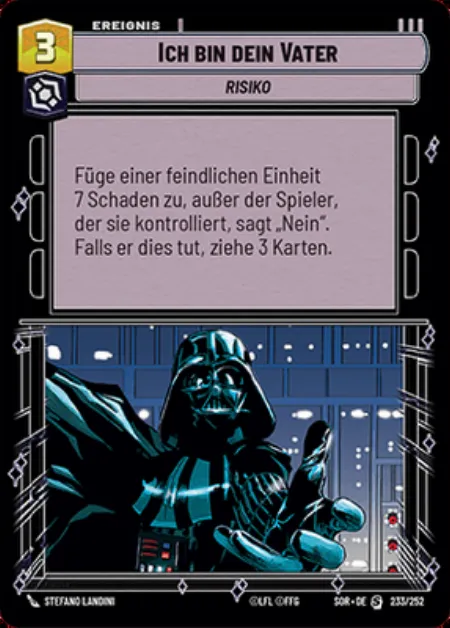 EREIGNIS
3
ICH BIN DEIN VATER
RISIKO
Füge einer feindlichen Einheit
7 Schaden zu, außer der Spieler,
der sie kontrolliert, sagt „Nein“.
Falls er dies tut, ziehe 3 Karten.
STEFANO LANDINI
©LFL ©FFG
SOR • DE S 233/252